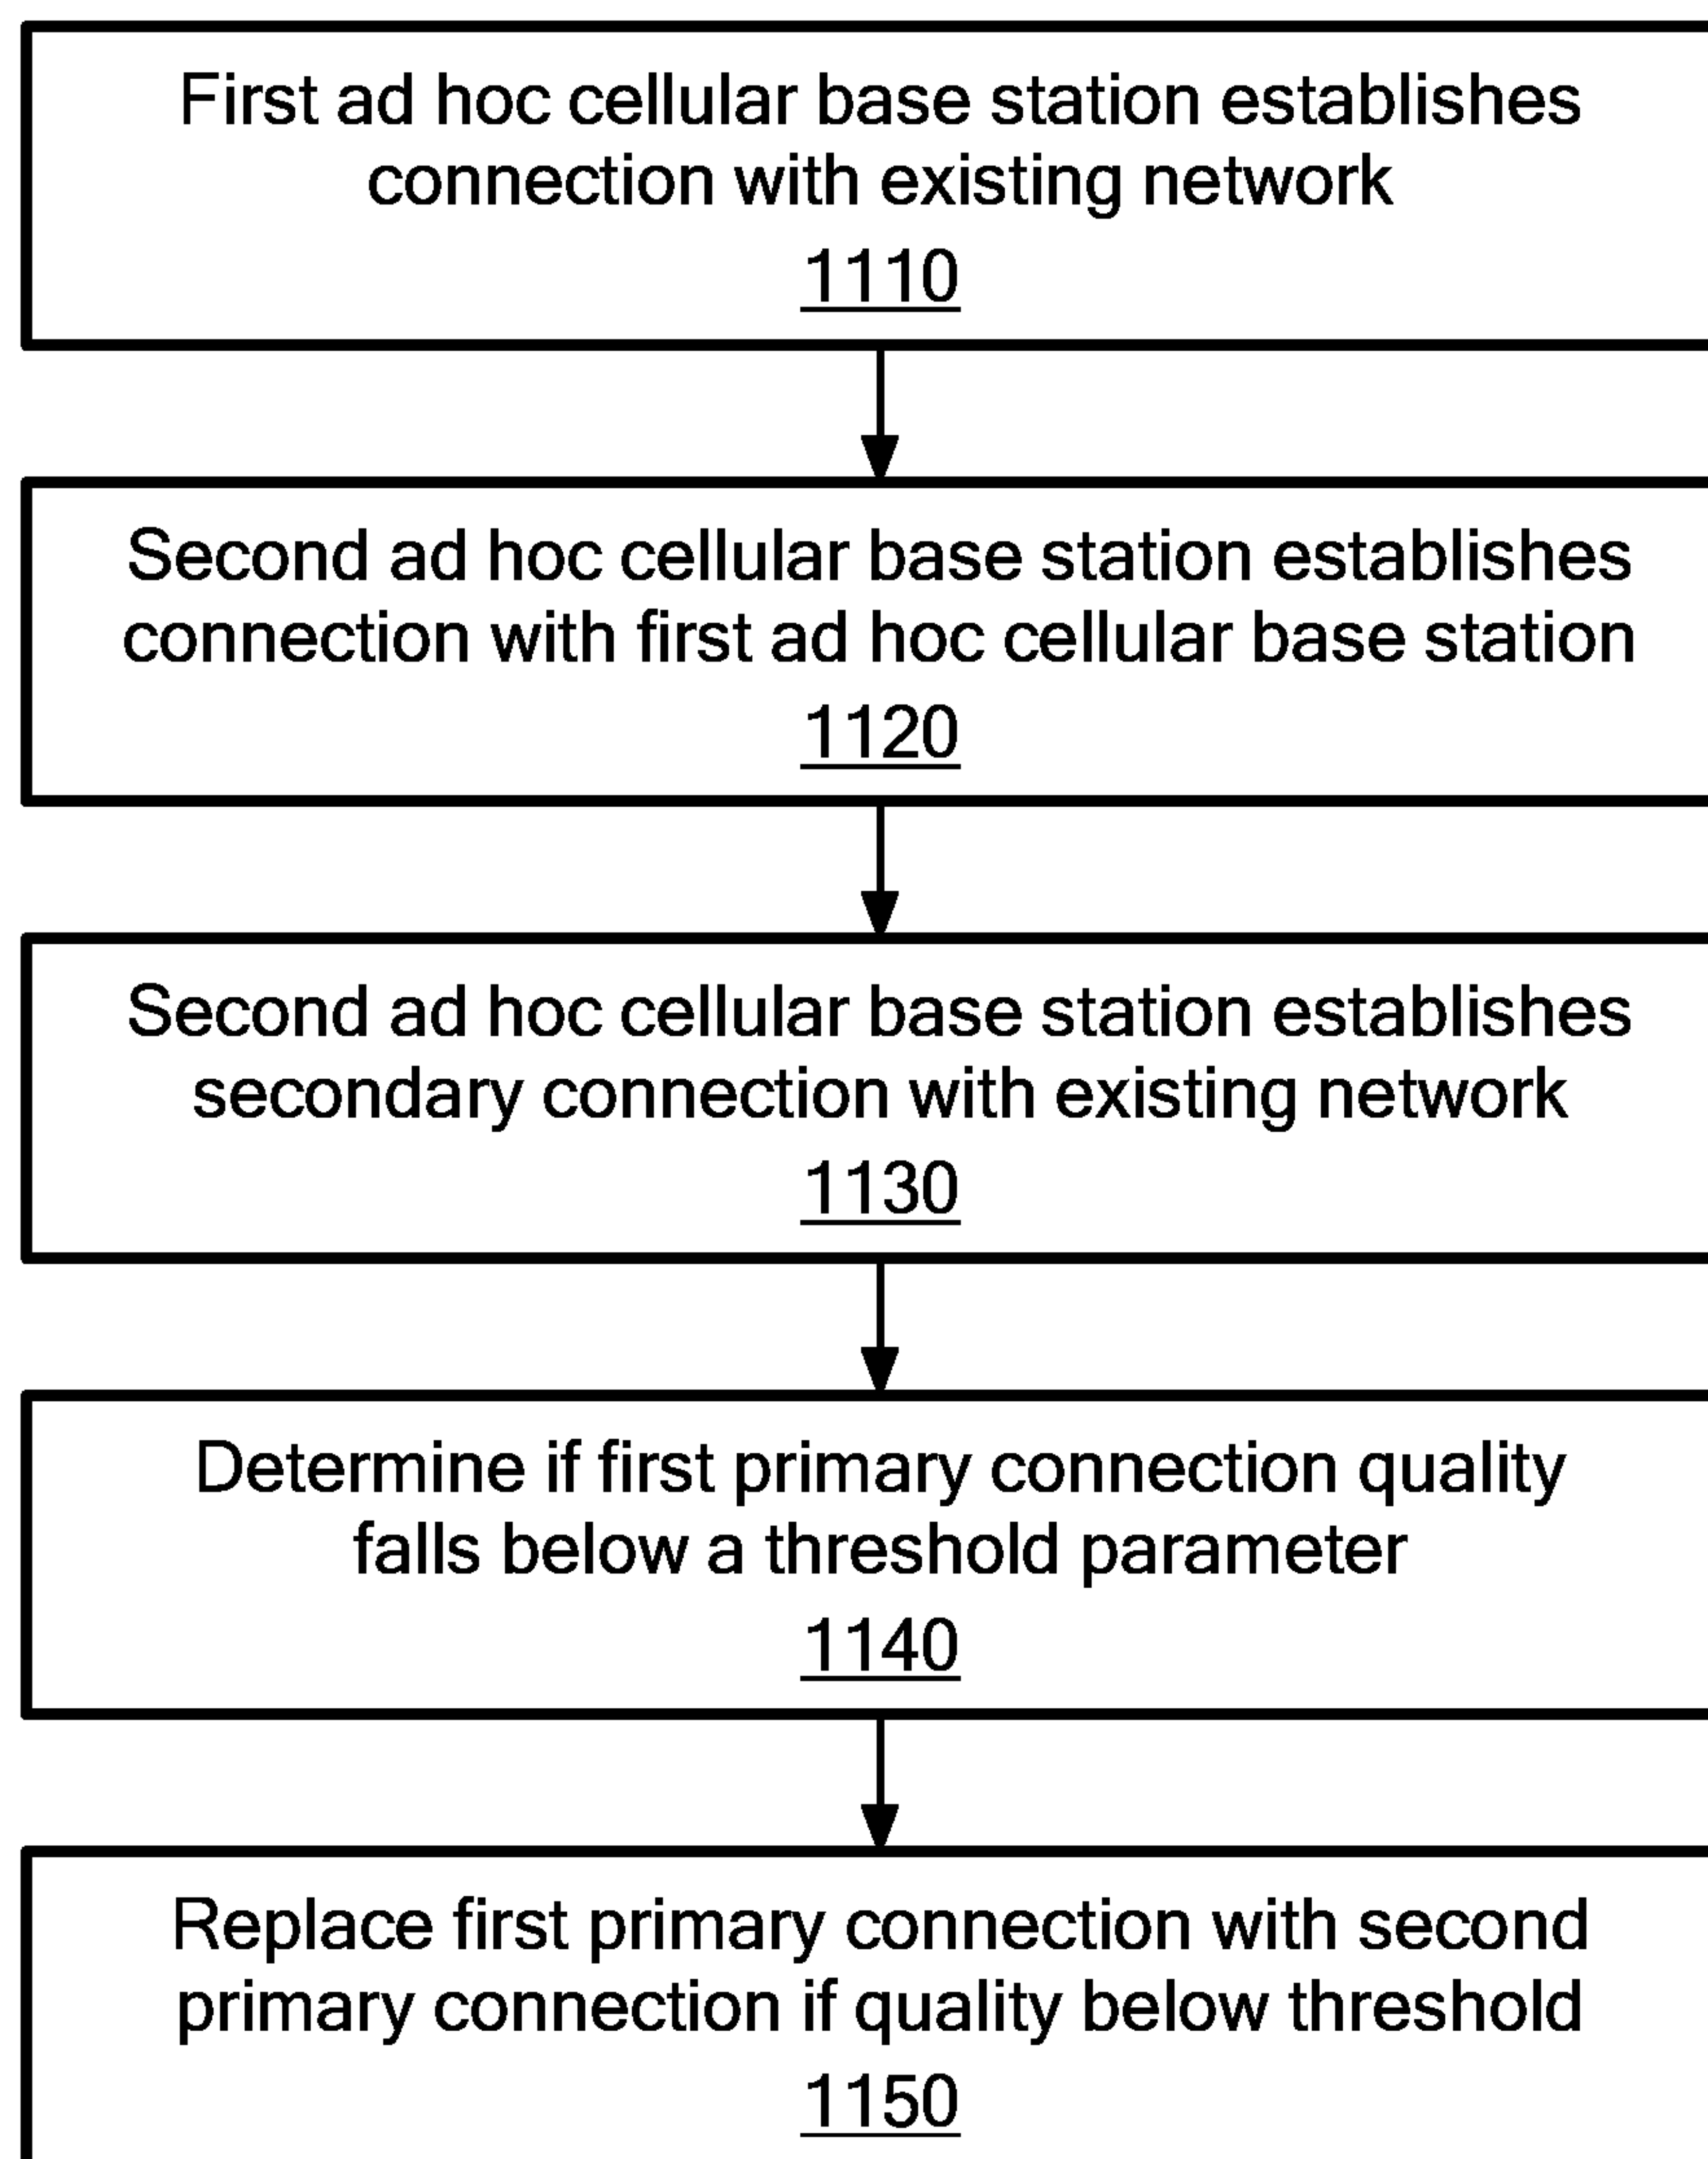 First ad hoc cellular base station establishes
connection with existing network
1110
Second ad hoc cellular base station establishes
connection with first ad hoc cellular base station
1120
Second ad hoc cellular base station establishes
secondary connection with existing network
1130
Determine if first primary connection quality
falls below a threshold parameter
1140
Replace first primary connection with second
primary connection if quality below threshold
1150